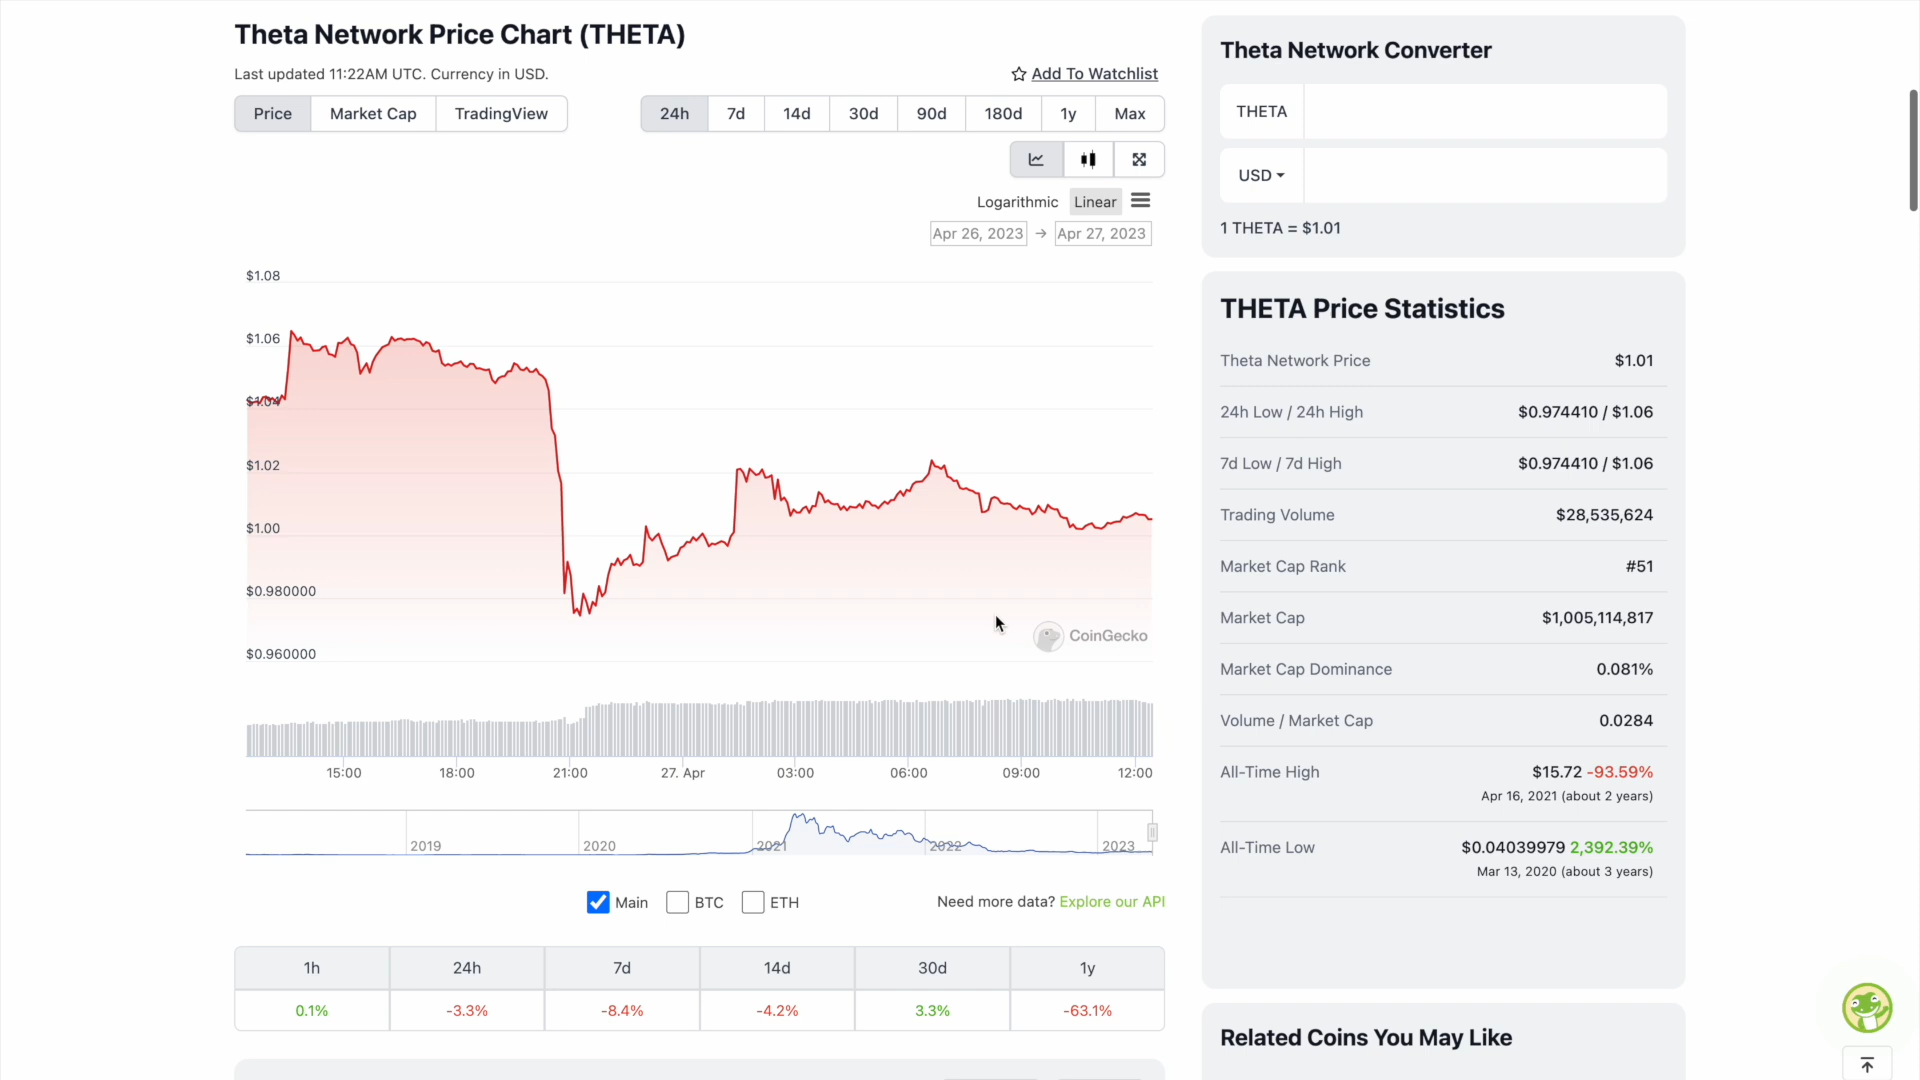 Theta Network Price Chart (THETA)
Last updated 11:22AM UTC. Currency in USD.
Add To Watchlist
Price Market Cap TradingView
24h 7d 14d 30d 90d 180d 1y Max
Logarithmic Linear
Apr 26, 2023 → Apr 27, 2023
$1.08
$1.06
$1.04
$1.02
$1.00
$0.980000
$0.960000
CoinGecko
15:00 18:00 21:00 27. Apr 03:00 06:00 09:00 12:00
2019 2020 2021 2022 2023
Main BTC ETH
Need more data? Explore our API
1h 24h 7d 14d 30d 1y
0.1% -3.3% -8.4% -4.2% 3.3% -63.1%
Theta Network Converter
THETA
USD
1 THETA = $1.01
THETA Price Statistics
Theta Network Price $1.01
24h Low / 24h High $0.974410 / $1.06
7d Low / 7d High $0.974410 / $1.06
Trading Volume $28,535,624
Market Cap Rank #51
Market Cap $1,005,114,817
Market Cap Dominance 0.081%
Volume / Market Cap 0.0284
All-Time High $15.72 -93.59%
Apr 16, 2021 (about 2 years)
All-Time Low $0.04039979 2,392.39%
Mar 13, 2020 (about 3 years)
Related Coins You May Like